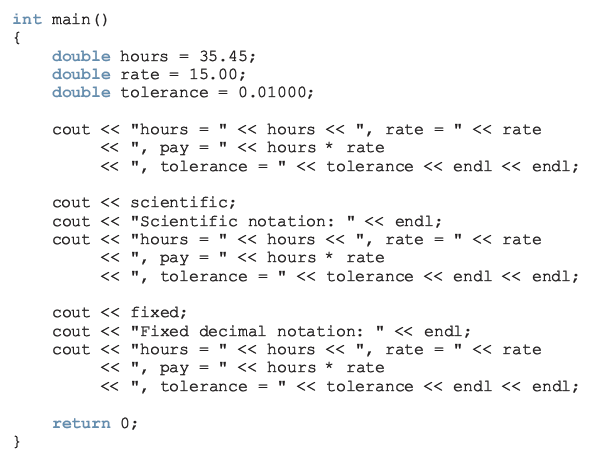 int main()
{
    double hours = 35.45;
    double rate = 15.00;
    double tolerance = 0.01000;

    cout << "hours = " << hours << ", rate = " << rate
         << ", pay = " << hours * rate
         << ", tolerance = " << tolerance << endl << endl;

    cout << scientific;
    cout << "Scientific notation: " << endl;
    cout << "hours = " << hours << ", rate = " << rate
         << ", pay = " << hours * rate
         << ", tolerance = " << tolerance << endl << endl;

    cout << fixed;
    cout << "Fixed decimal notation: " << endl;
    cout << "hours = " << hours << ", rate = " << rate
         << ", pay = " << hours * rate
         << ", tolerance = " << tolerance << endl << endl;

    return 0;
}